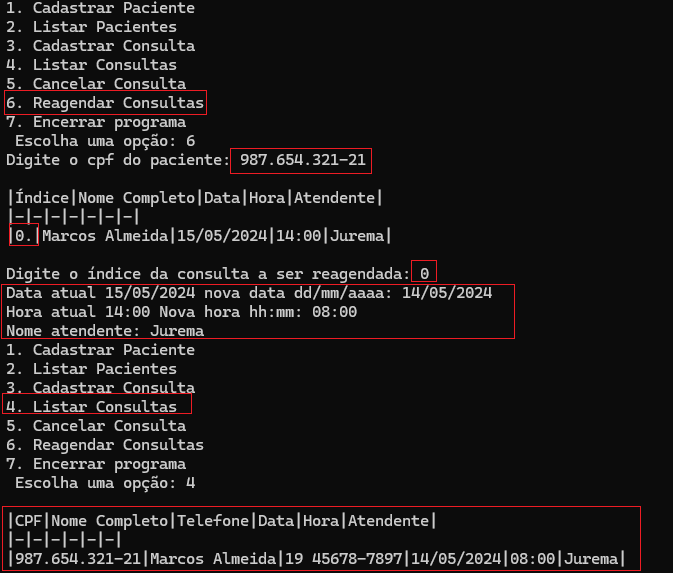 1. Cadastrar Paciente
2. Listar Pacientes
3. Cadastrar Consulta
4. Listar Consultas
5. Cancelar Consulta
6. Reagendar Consultas
7. Encerrar programa
Escolha uma opção: 6
Digite o cpf do paciente: 987.654.321-21
|Índice|Nome Completo|Data|Hora|Atendente|
|-|-|-|-|-|-|-|
|0.|Marcos Almeida|15/05/2024|14:00|Jurema|
Digite o índice da consulta a ser reagendada: 0
Data atual 15/05/2024 nova data dd/mm/aaaa: 14/05/2024
Hora atual 14:00 Nova hora hh:mm: 08:00
Nome atendente: Jurema
1. Cadastrar Paciente
2. Listar Pacientes
3. Cadastrar Consulta
4. Listar Consultas
5. Cancelar Consulta
6. Reagendar Consultas
7. Encerrar programa
Escolha uma opção: 4
|CPF|Nome Completo|Telefone|Data|Hora|Atendente|
|-|-|-|-|-|-|
|987.654.321-21|Marcos Almeida|19 45678-7897|14/05/2024|08:00|Jurema|